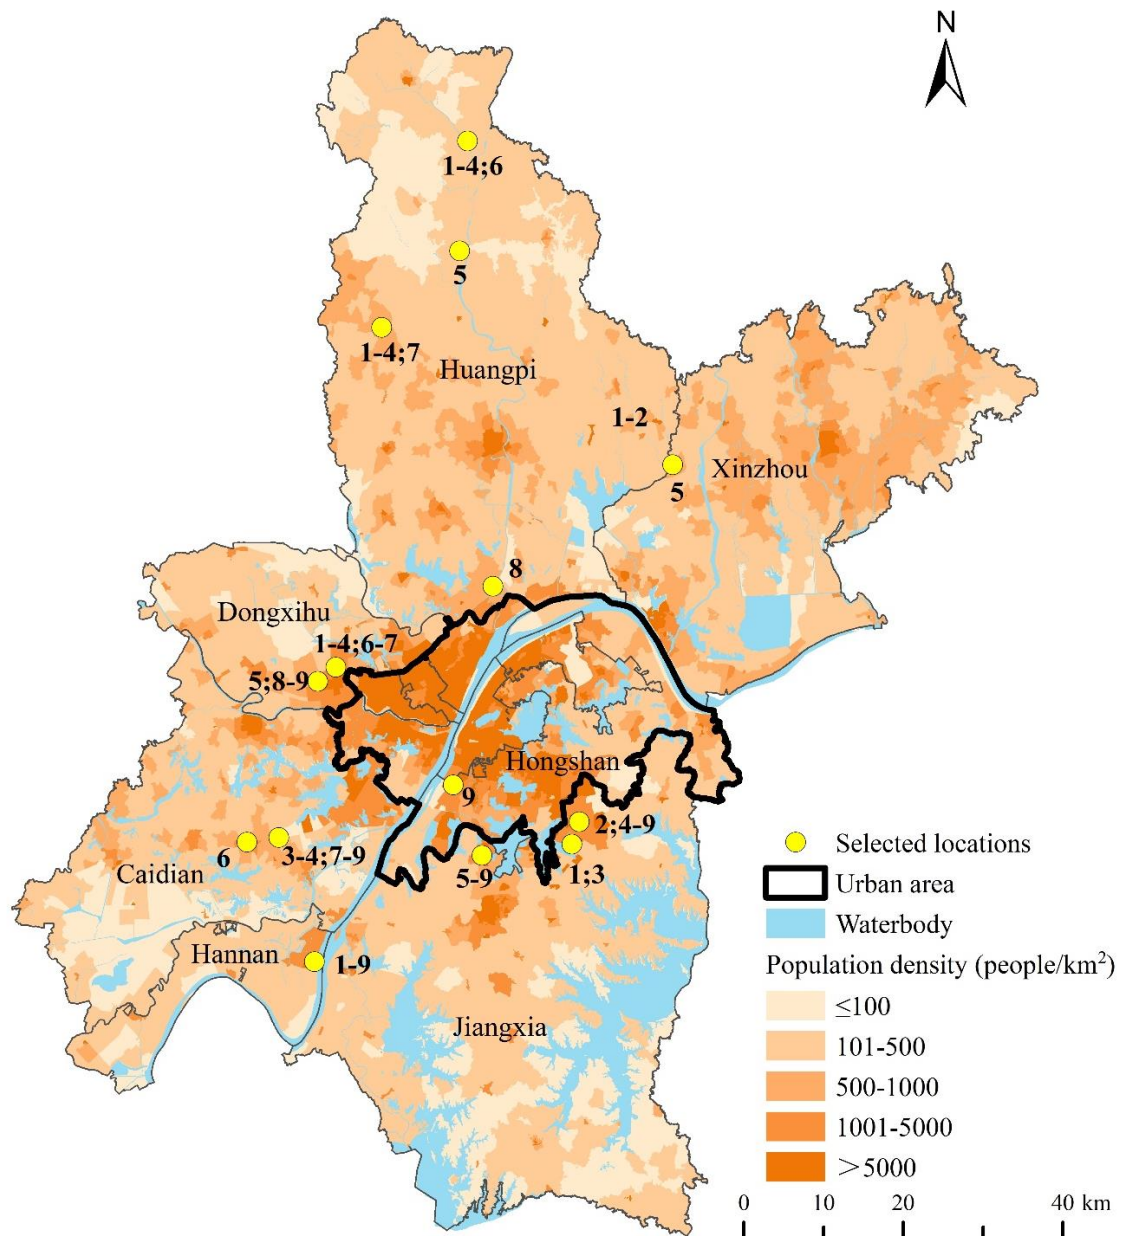 N
1-4;6
5
1-4;7
Huangpi
1-2
Xinzhou
5
8
Dongxihu
1-4;6-7
5;8-9
Hongshan
9
2;4-9
6
3-4;7-9
5-9
1;3
Caidian
Hannan
1-9
Jiangxia
Selected locations
Urban area
Waterbody
Population density (people/km²)
≤100
101-500
500-1000
1001-5000
>5000
0 10 20 40 km